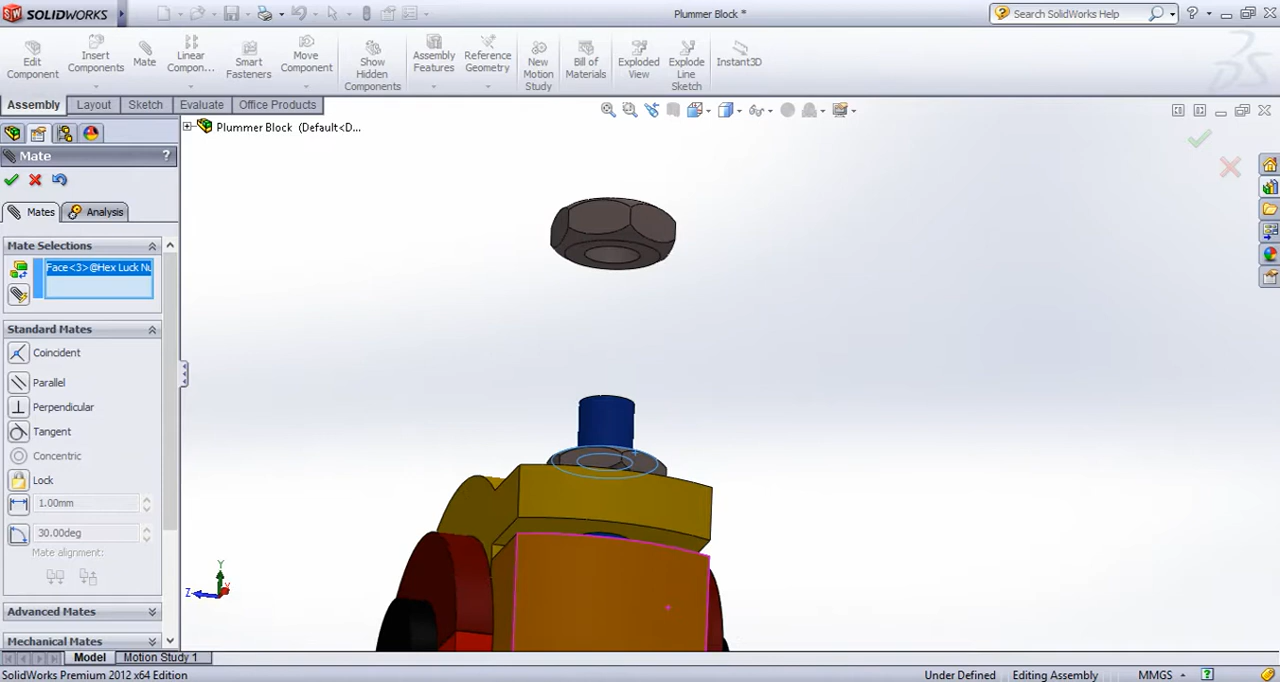 SOLIDWORKS
Plummer Block *
Search SolidWorks Help
Edit Component
Insert Components
Mate
Linear Compon...
Smart Fasteners
Move Component
Show Hidden Components
Assembly Features
Reference Geometry
New Motion Study
Bill of Materials
Exploded View
Explode Line Sketch
Instant3D
Assembly Layout Sketch Evaluate Office Products
Plummer Block (Default<D...
Mate ?
Mates Analysis
Mate Selections
Face<3>@Hex Luck Nu
Standard Mates
Coincident
Parallel
Perpendicular
Tangent
Concentric
Lock
1.00mm
30.00deg
Mate alignment:
Advanced Mates
Mechanical Mates
Y
Z
X
Model Motion Study 1
SolidWorks Premium 2012 x64 Edition
Under Defined Editing Assembly MMGS